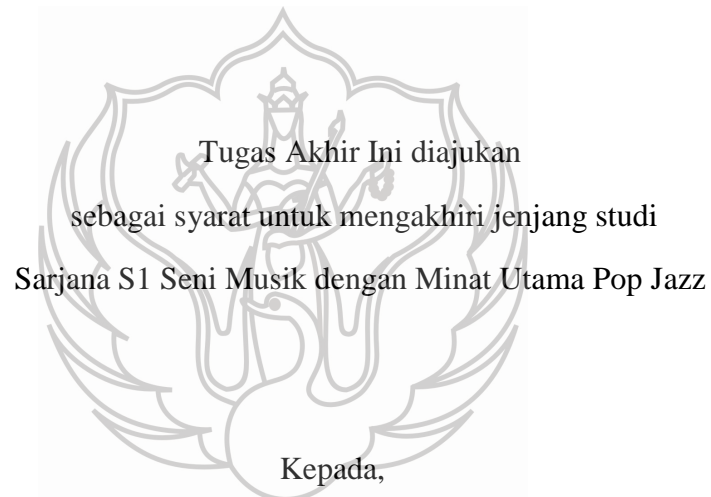 Tugas Akhir Ini diajukan
sebagai syarat untuk mengakhiri jenjang studi
Sarjana S1 Seni Musik dengan Minat Utama Pop Jazz
Kepada,